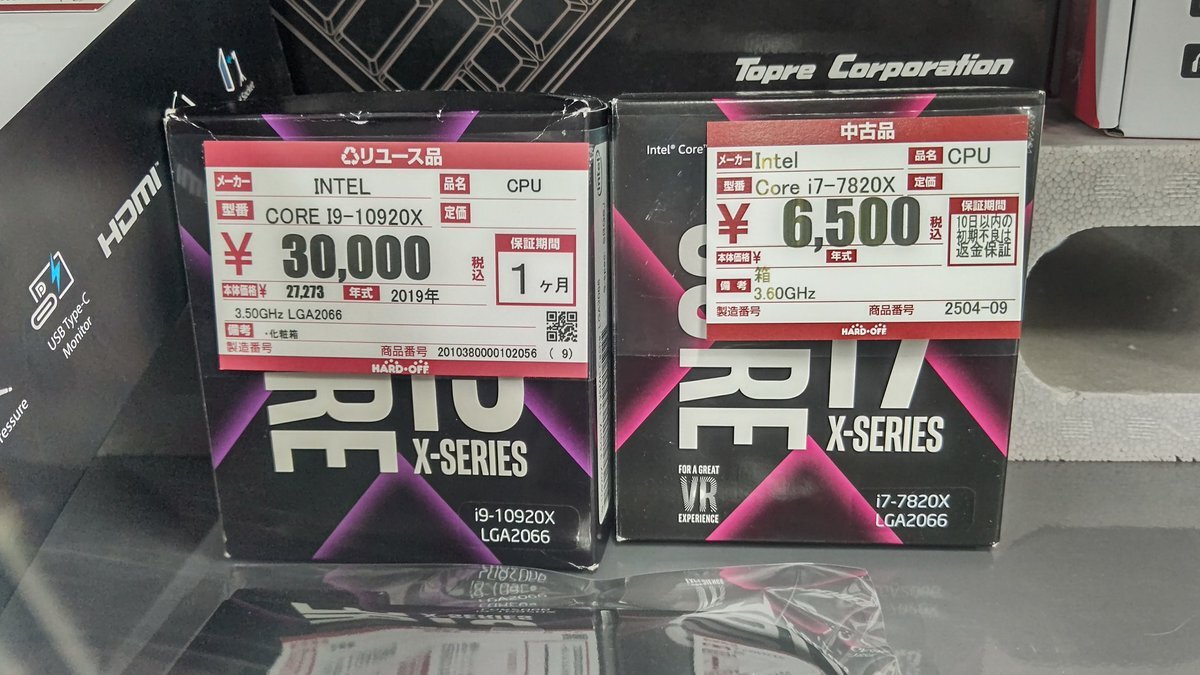 Topre Corporation
HDMI™
USB Type-C
Monitor
♻リユース品
メーカー INTEL 品名 CPU
型番 CORE I9-10920X 定価
¥ 30,000 税込
保証期間
1ヶ月
本体価格¥ 27,273 年式 2019年
3.50GHz LGA2066
備考 ・化粧箱
製造番号 商品番号 2010380000102056 ( 9)
HARD・OFF
X-SERIES
i9-10920X
LGA2066
Intel® Core™
中古品
メーカー Intel 品名 CPU
型番 Core i7-7820X 定価
¥ 6,500 税込
保証期間
10日以内の
初期不良は
返金保証
本体価格¥ 年式
備考 箱
3.60GHz
製造番号 商品番号 2504-09
HARD・OFF
CORE i7
X-SERIES
FOR A GREAT
VR
EXPERIENCE
i7-7820X
LGA2066